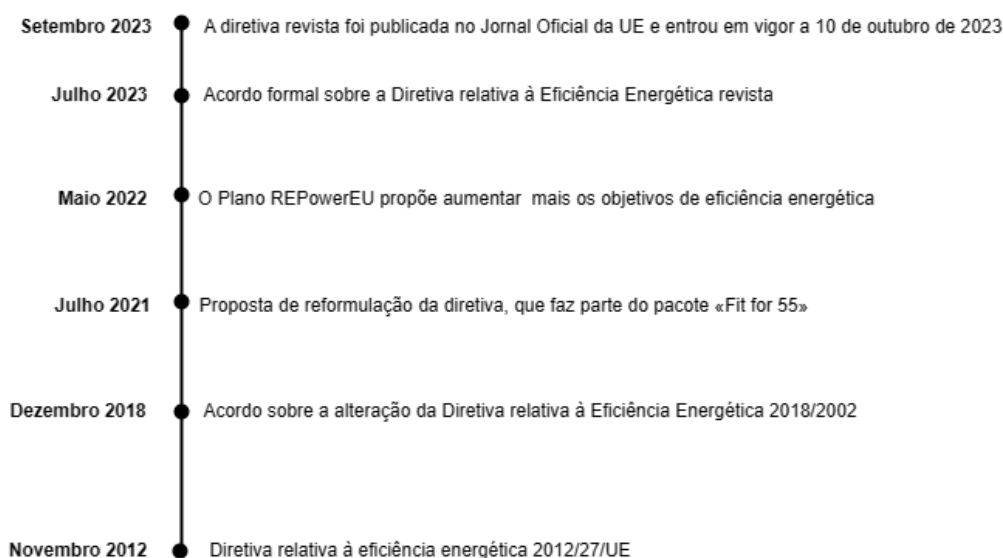 Setembro 2023 A diretiva revista foi publicada no Jornal Oficial da UE e entrou em vigor a 10 de outubro de 2023
Julho 2023 Acordo formal sobre a Diretiva relativa à Eficiência Energética revista
Maio 2022 O Plano REPowerEU propõe aumentar mais os objetivos de eficiência energética
Julho 2021 Proposta de reformulação da diretiva, que faz parte do pacote «Fit for 55»
Dezembro 2018 Acordo sobre a alteração da Diretiva relativa à Eficiência Energética 2018/2002
Novembro 2012 Diretiva relativa à eficiência energética 2012/27/UE